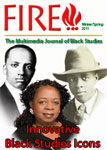 FIRE!!!
Winter/Spring
2011
The Multimedia Journal of Black Studies
Innovative
Black Studies Icons